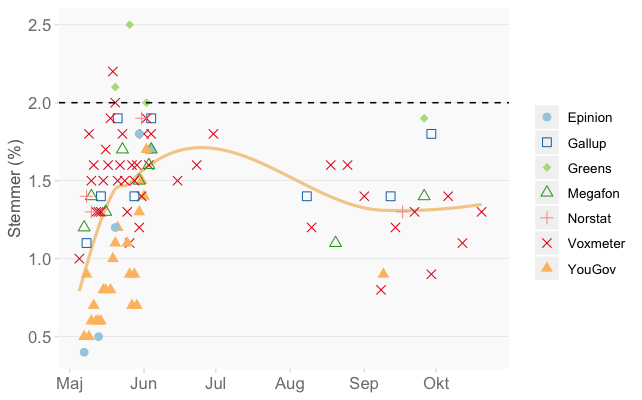 Stemmer (%)
2.5
2.0
1.5
1.0
0.5
Maj Jun Jul Aug Sep Okt
Epinion
Gallup
Greens
Megafon
Norstat
Voxmeter
YouGov